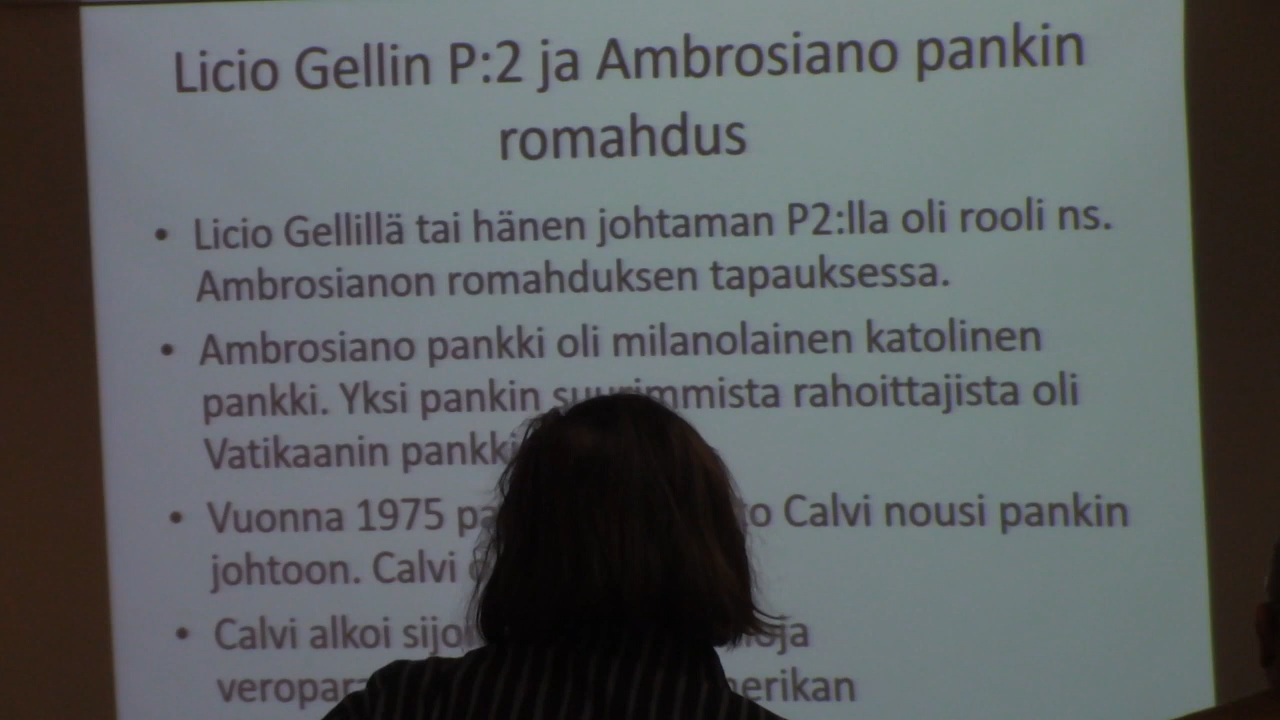 Licio Gellin P:2 ja Ambrosiano pankin
romahdus
• Licio Gellillä tai hänen johtaman P2:lla oli rooli ns.
Ambrosianon romahduksen tapauksessa.
• Ambrosiano pankki oli milanolainen katolinen
pankki. Yksi pankin suurimmista rahoittajista oli
Vatikaanin
• Vuonna 1975 Calvi nousi pankin
johtoon. Calvi
• Calvi alkoi